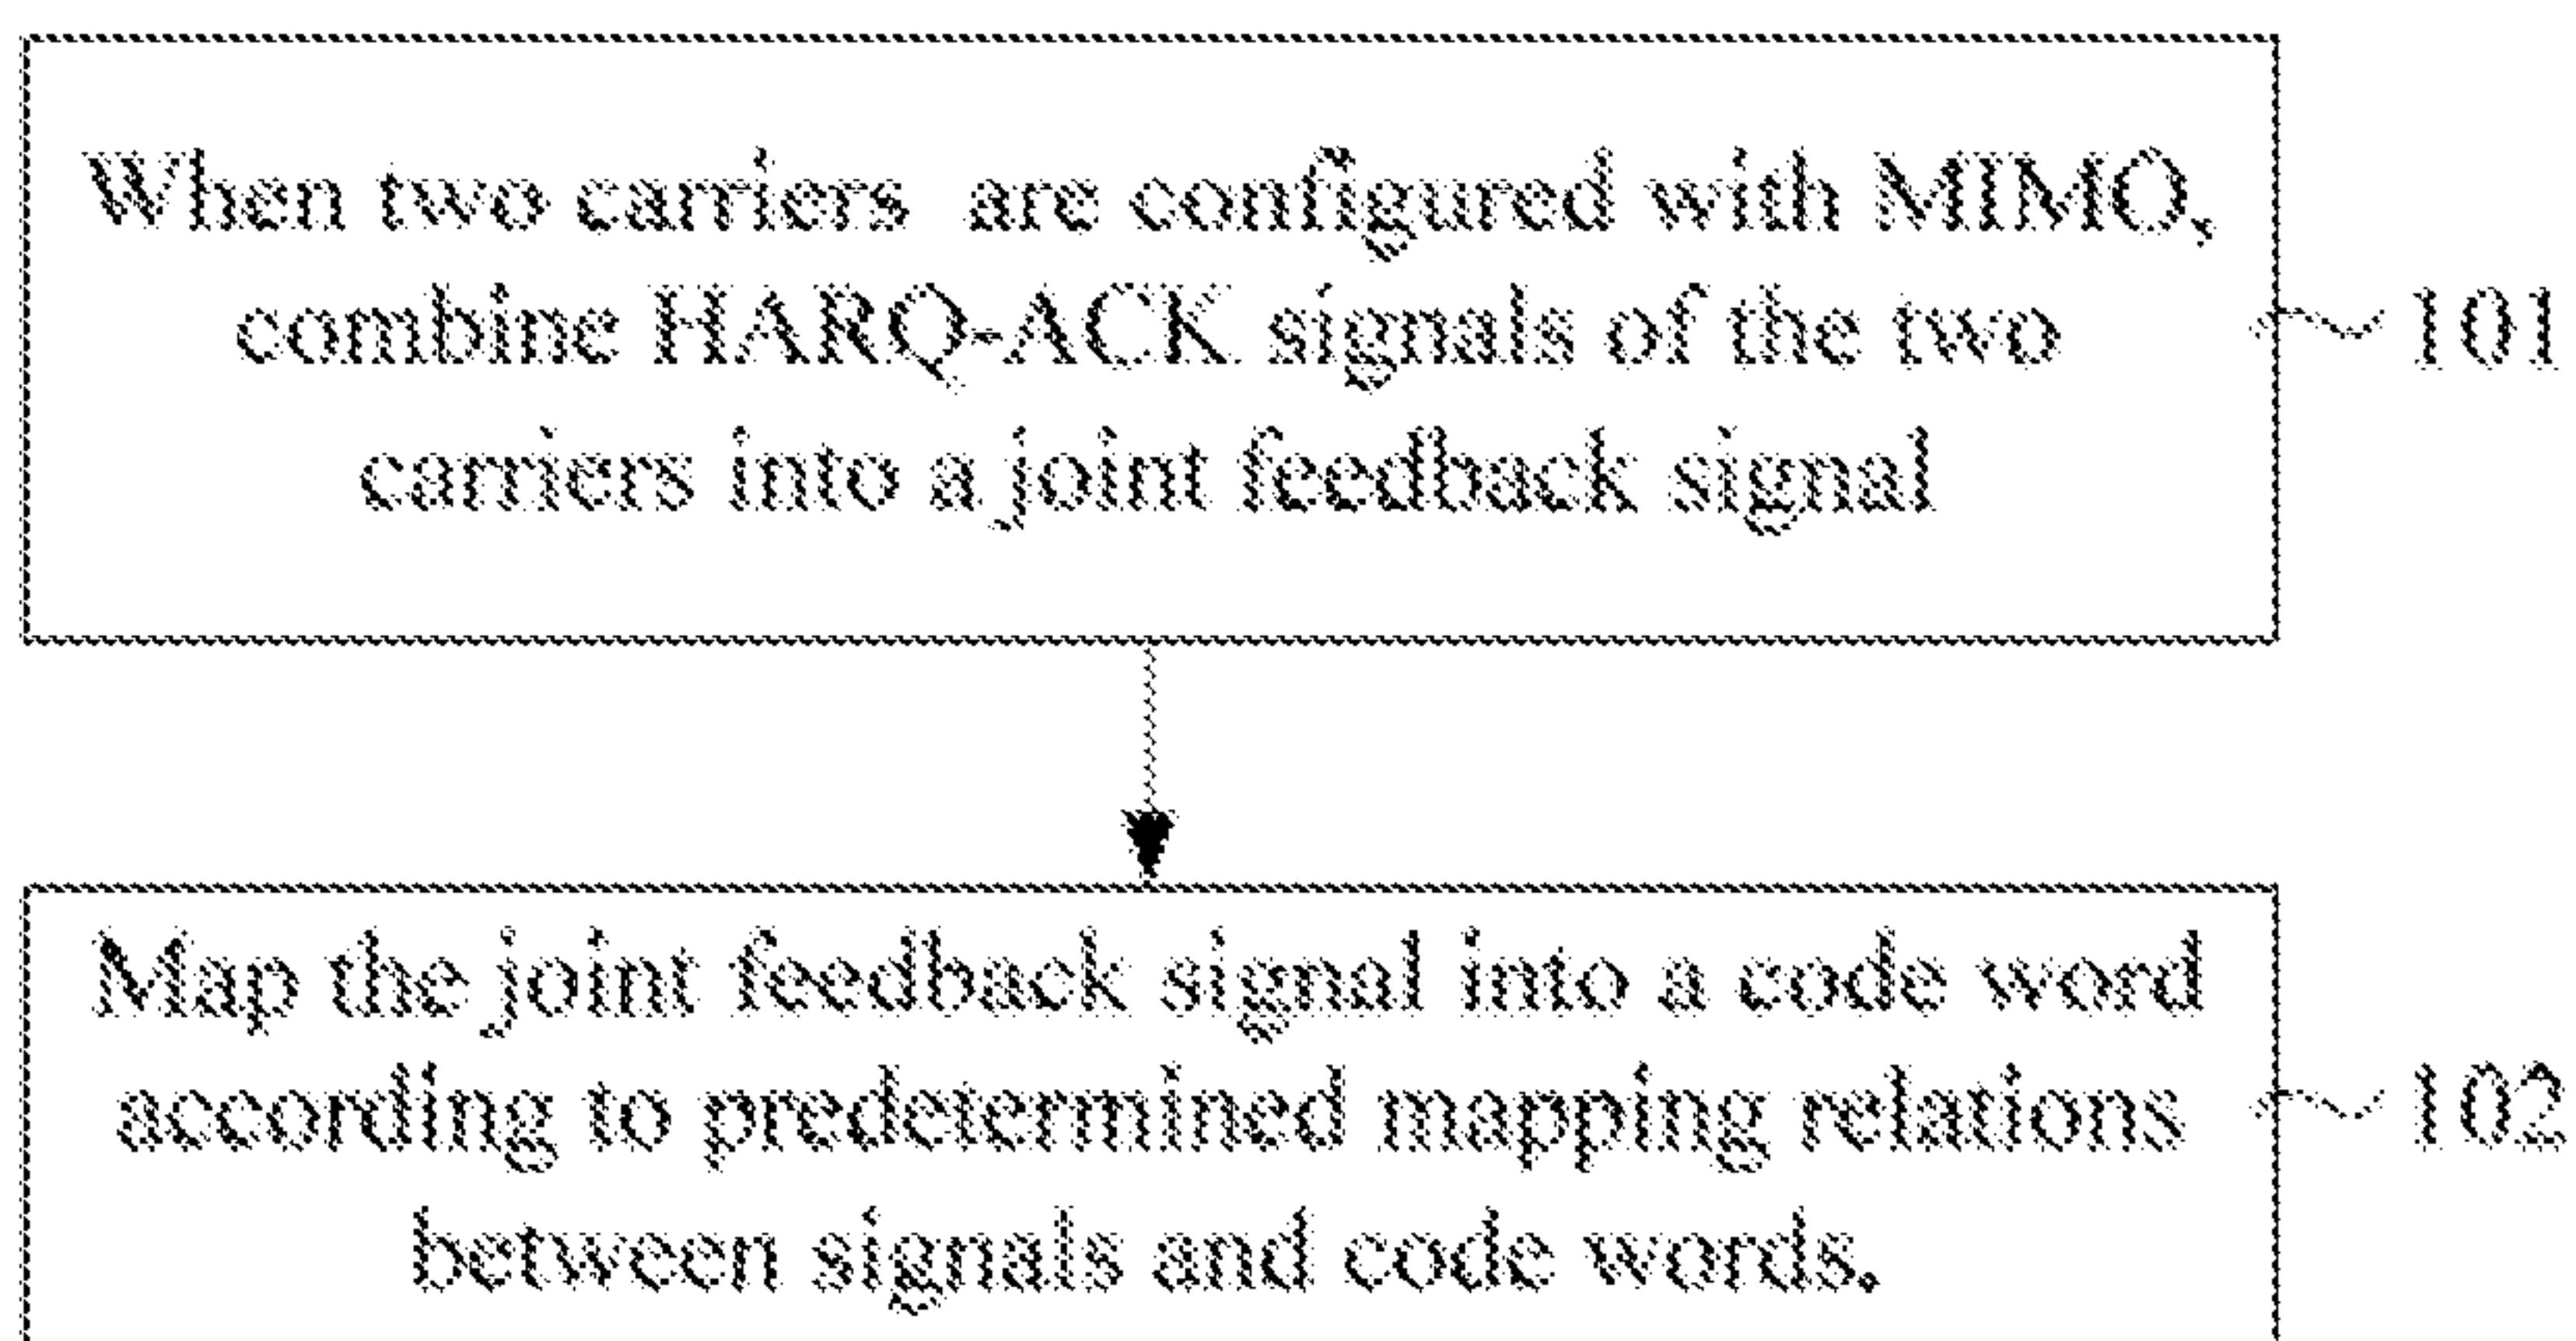 When two carriers are configured with MIMO,
combine HARQ-ACK signals of the two
carriers into a joint feedback signal
101
Map the joint feedback signal into a code word
according to predetermined mapping relations
between signals and code words.
102